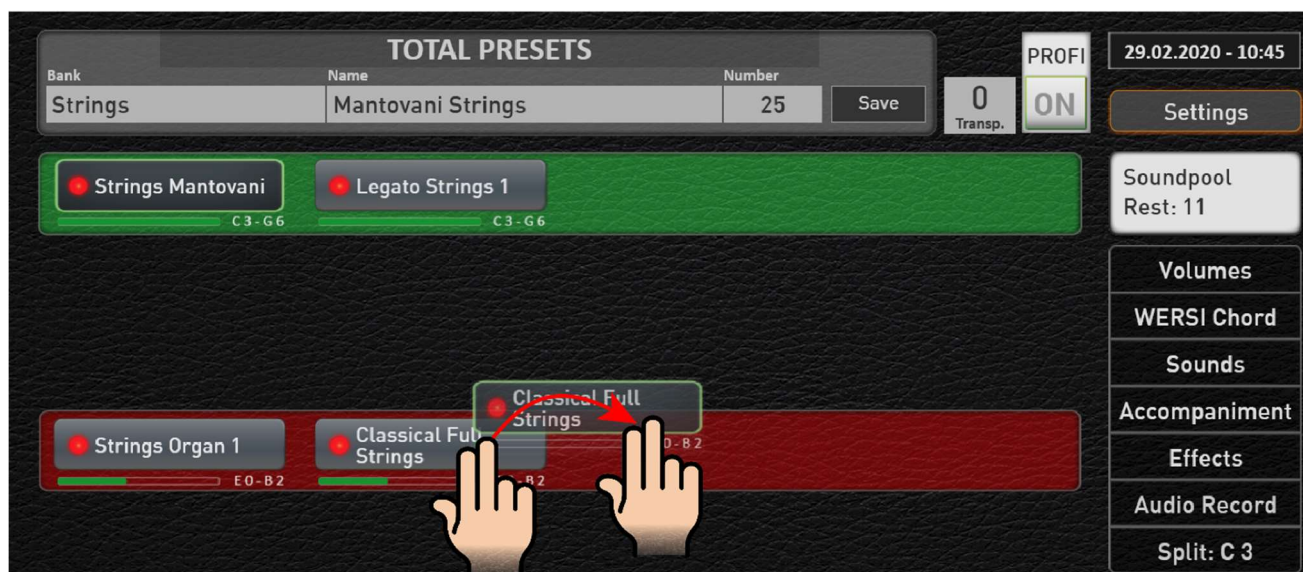 TOTAL PRESETS
Bank
Name
Number
Strings
Mantovani Strings
25
Save
0
Transp.
PROFI
ON
29.02.2020 - 10:45
Settings
Strings Mantovani
C3-G6
Legato Strings 1
C3-G6
Soundpool
Rest: 11
Volumes
WERSI Chord
Sounds
Accompaniment
Effects
Audio Record
Split: C 3
Classical Full
Strings
-B2
Strings Organ 1
E0-B2
Classical Ful
Strings
-B2